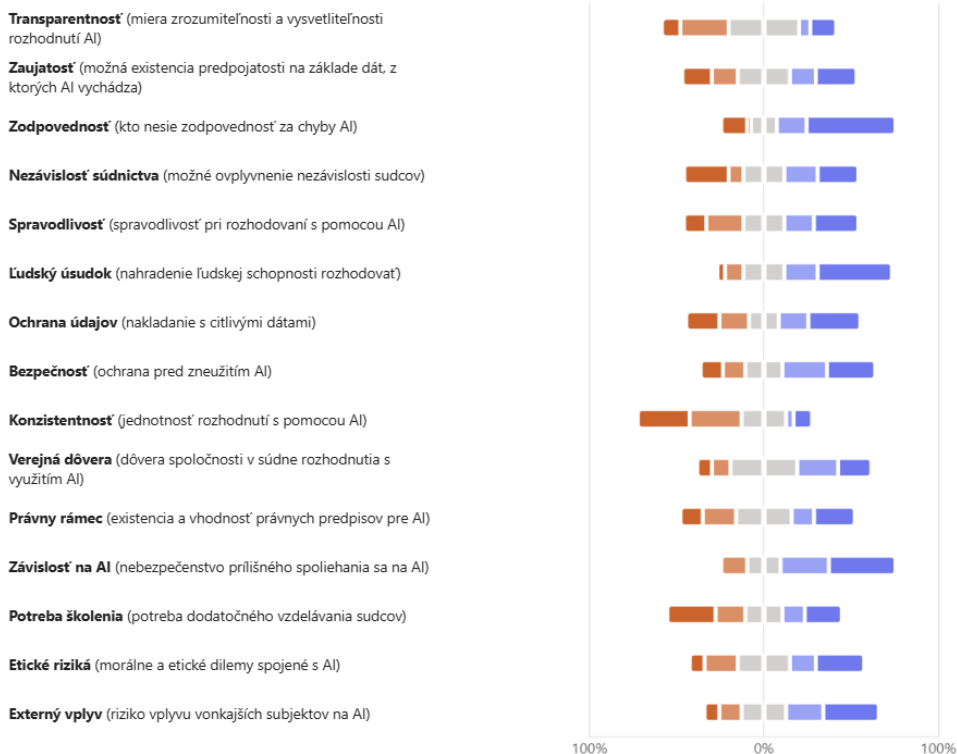 Transparentnosť (miera zrozumiteľnosti a vysvetliteľnosti
rozhodnutí AI)
Zaujatosť (možná existencia predpojatosti na základe dát, z
ktorých AI vychádza)
Zodpovednosť (kto nesie zodpovednosť za chyby AI)
Nezávislosť súdnictva (možné ovplyvnenie nezávislosti sudcov)
Spravodlivosť (spravodlivosť pri rozhodovaní s pomocou AI)
Ľudský úsudok (nahradenie ľudskej schopnosti rozhodovať)
Ochrana údajov (nakladanie s citlivými dátami)
Bezpečnosť (ochrana pred zneužitím AI)
Konzistentnosť (jednotnosť rozhodnutí s pomocou AI)
Verejná dôvera (dôvera spoločnosti v súdne rozhodnutia s
využitím AI)
Právny rámec (existencia a vhodnosť právnych predpisov pre AI)
Závislosť na AI (nebezpečenstvo prílišného spoliehania sa na AI)
Potreba školenia (potreba dodatočného vzdelávania sudcov)
Etické riziká (morálne a etické dilemy spojené s AI)
Externý vplyv (riziko vplyvu vonkajších subjektov na AI)
100% 0% 100%